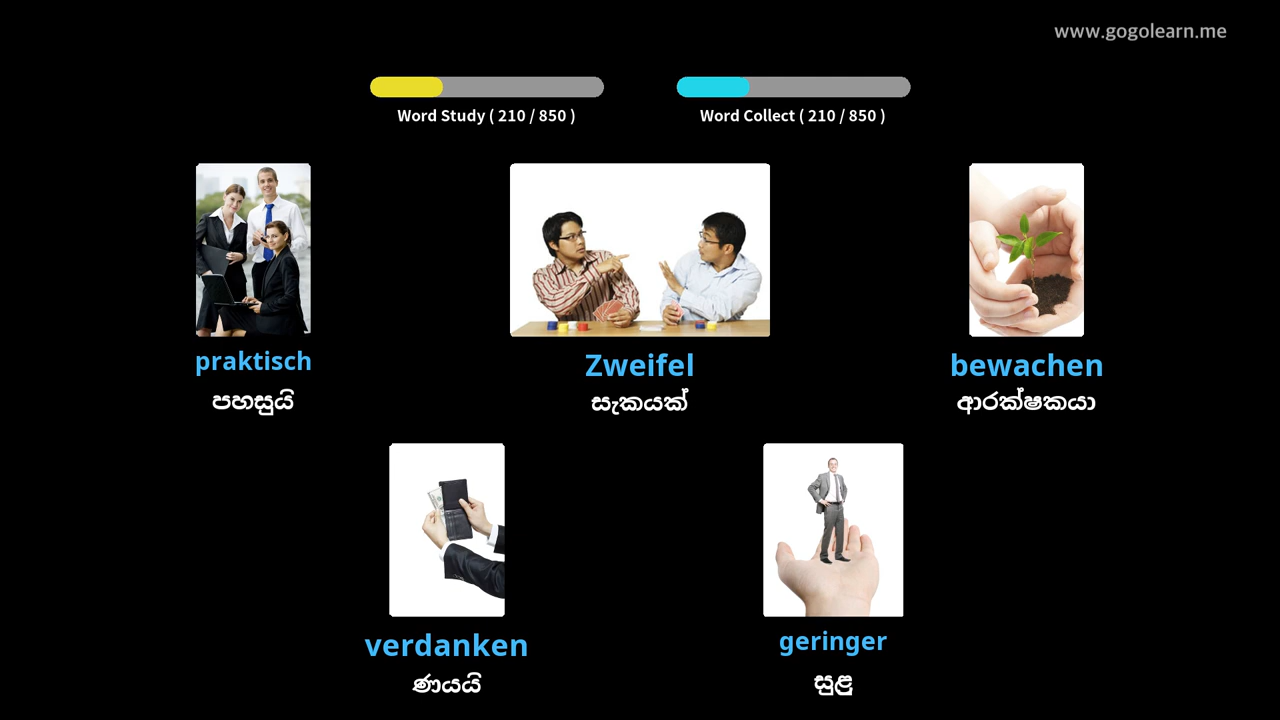 www.gogolearn.me
Word Study ( 210 / 850 )
Word Collect ( 210 / 850 )
praktisch
Zweifel
bewachen
පහසුයි
සැකයක්
ආරක්ෂකයා
verdanken
geringer
ණයයි
සුළු